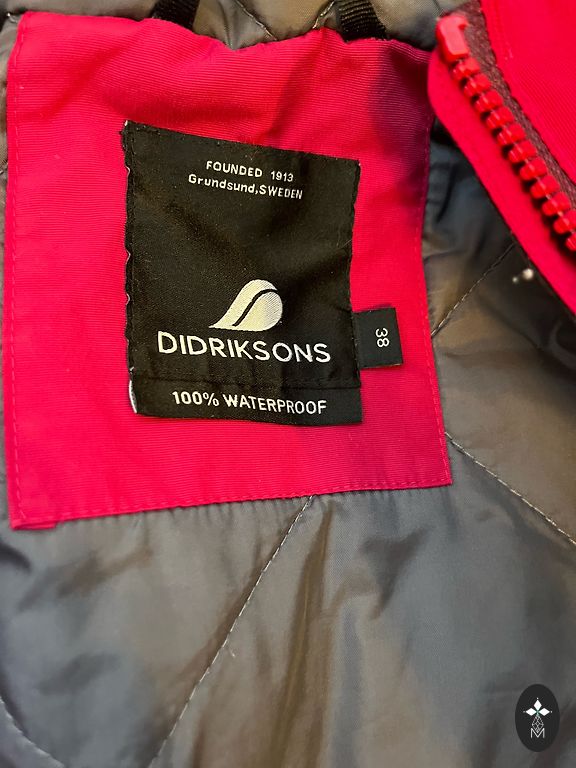 FOUNDED 1913
Grundsund,SWEDEN
DIDRIKSONS
38
100% WATERPROOF
M